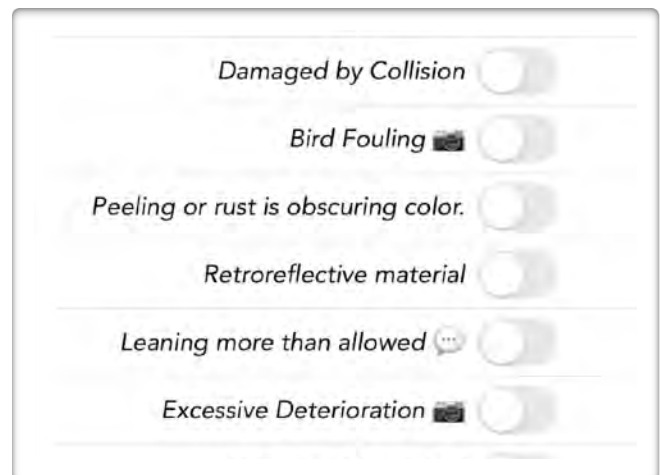 Damaged by Collision
Bird Fouling 📷
Peeling or rust is obscuring color.
Retroreflective material
Leaning more than allowed 💬
Excessive Deterioration 📷